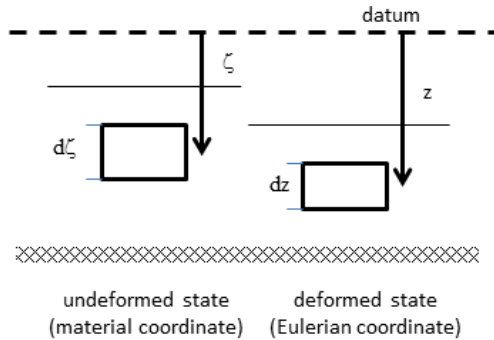 datum
ζ
z
dζ
dz
undeformed state
(material coordinate)
deformed state
(Eulerian coordinate)